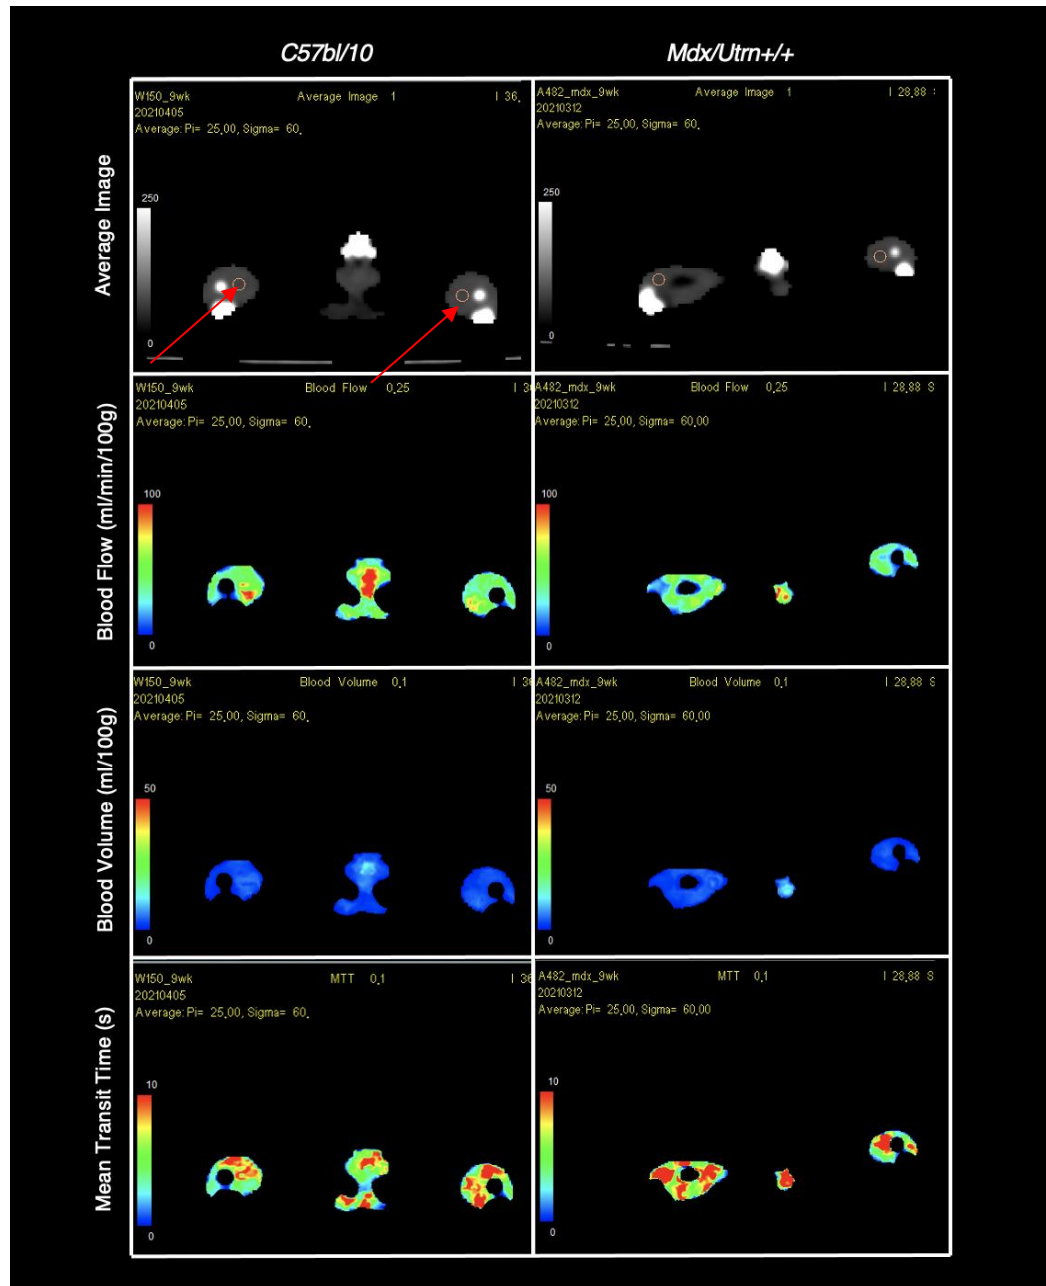 C57bl/10 Mdx/Utrn+/+
Average Image
W150_9wk Average Image 1 I 36.
20210405
Average: Pi= 25.00, Sigma= 60.
250
0
A482_mdx_9wk Average Image 1 I 28.88 :
20210312
Average: Pi= 25.00, Sigma= 60.
250
0
Blood Flow (ml/min/100g)
W150_9wk Blood Flow 0.25 I 36
20210405
Average: Pi= 25.00, Sigma= 60.
100
0
A482_mdx_9wk Blood Flow 0.25 I 28.88 S
20210312
Average: Pi= 25.00, Sigma= 60.00
100
0
Blood Volume (ml/100g)
W150_9wk Blood Volume 0.1 I 36
20210405
Average: Pi= 25.00, Sigma= 60.
50
0
A482_mdx_9wk Blood Volume 0.1 I 28.88 S
20210312
Average: Pi= 25.00, Sigma= 60.00
50
0
Mean Transit Time (s)
W150_9wk MTT 0.1 I 36
20210405
Average: Pi= 25.00, Sigma= 60.
10
0
A482_mdx_9wk MTT 0.1 I 28.88 S
20210312
Average: Pi= 25.00, Sigma= 60.00
10
0